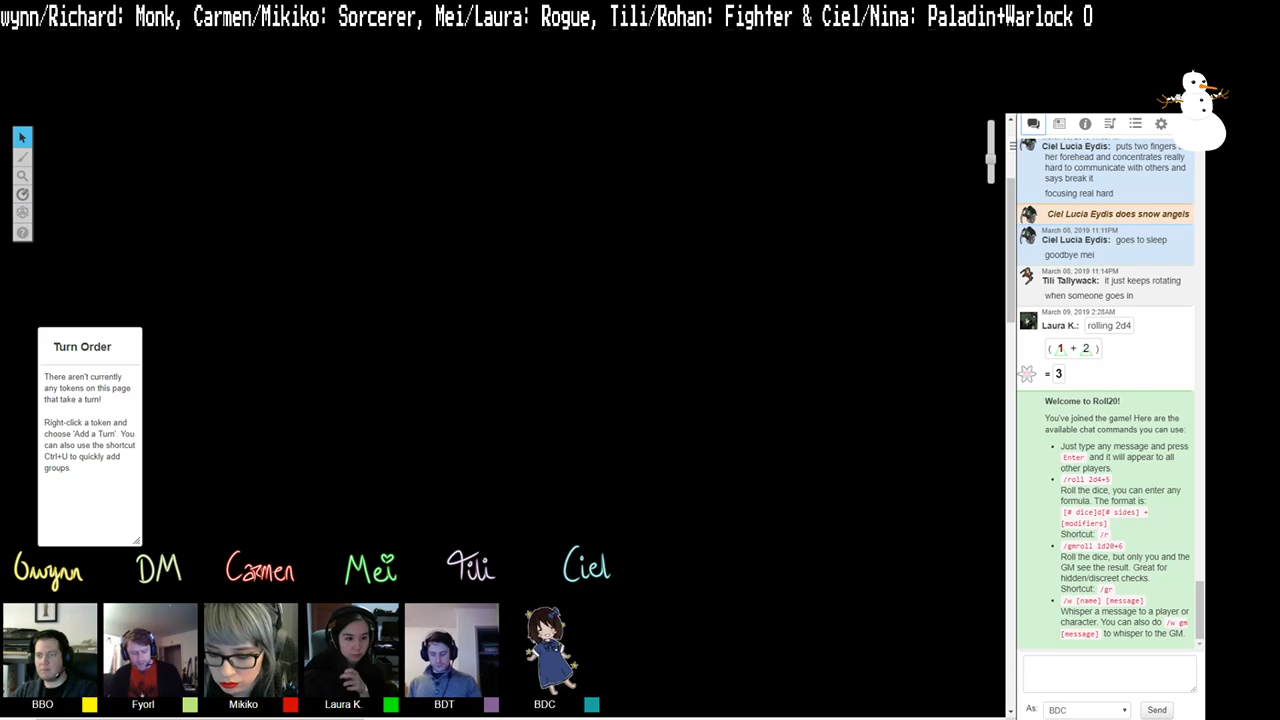 wynn/Richard: Monk, Carmen/Mikiko: Sorcerer, Mei/Laura: Rogue, Tili/Rohan: Fighter & Ciel/Nina: Paladin+Warlock O
Ciel Lucia Eydis: puts two fingers
her forehead and concentrates really
hard to communicate with others and
says break it
focusing real hard
Ciel Lucia Eydis does snow angels
March 08, 2019 11:11PM
Ciel Lucia Eydis: goes to sleep
goodbye mei
March 08, 2019 11:14PM
Tili Tallywack: it just keeps rotating
when someone goes in
March 09, 2019 2:28AM
Laura K.: rolling 2d4
( 1 + 2 )
= 3
Welcome to Roll20!
You've joined the game! Here are the
available chat commands you can use:
• Just type any message and press
Enter and it will appear to all
other players.
• /roll 2d4+5
Roll the dice, you can enter any
formula. The format is:
[# dice]d[# sides] +
[modifiers]
Shortcut: /r
• /gmroll 1d20+6
Roll the dice, but only you and the
GM see the result. Great for
hidden/discreet checks.
Shortcut: /gr
• /w [name] [message]
Whisper a message to a player or
character. You can also do /w gm
[message] to whisper to the GM.
As: BDC Send
Turn Order
There aren't currently
any tokens on this page
that take a turn!
Right-click a token and
choose 'Add a Turn'. You
can also use the shortcut
Ctrl+U to quickly add
groups.
Gwynn DM Carmen Mei Tili Ciel
BBO Fyorl Mikiko Laura K. BDT BDC